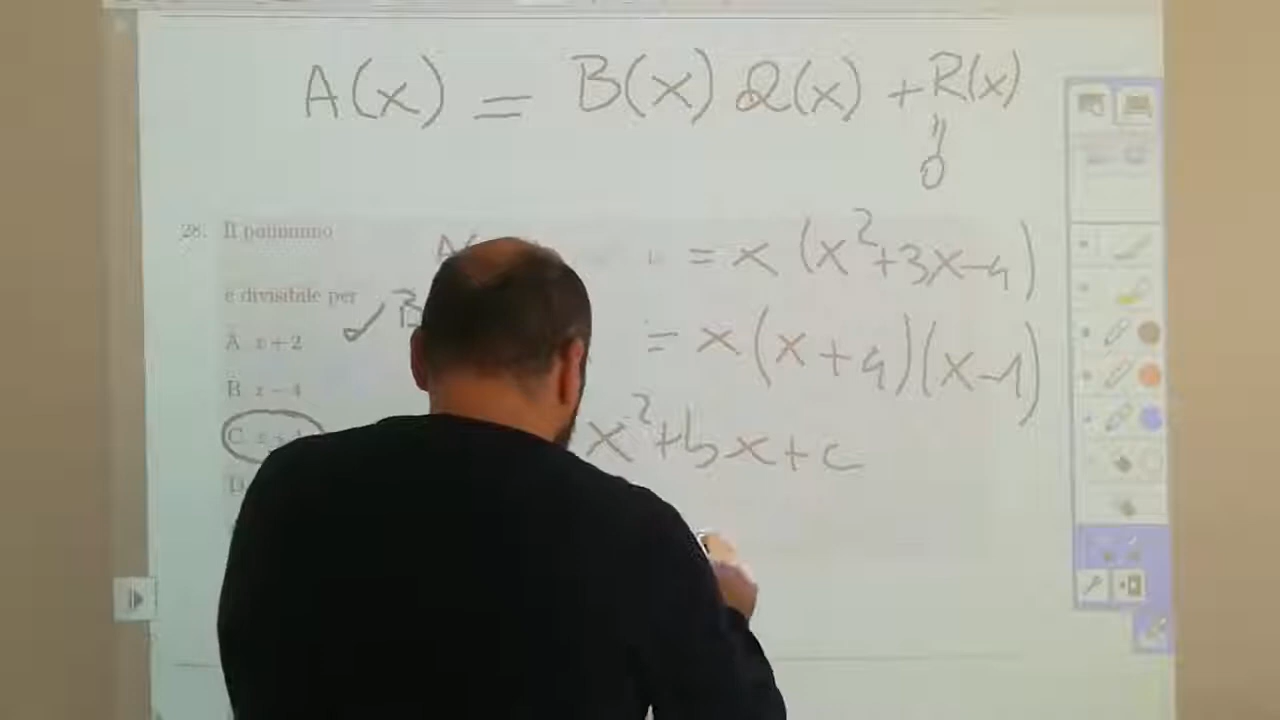 A(x) = B(x) Q(x) + R(x)
=
0
28. Il polinomio
A( = x (x²+3x-4)
è divisibile per
✓ B
A. x + 2
= x(x+4)(x-1)
B. x - 4
x²+bx+c
C. x +
D.